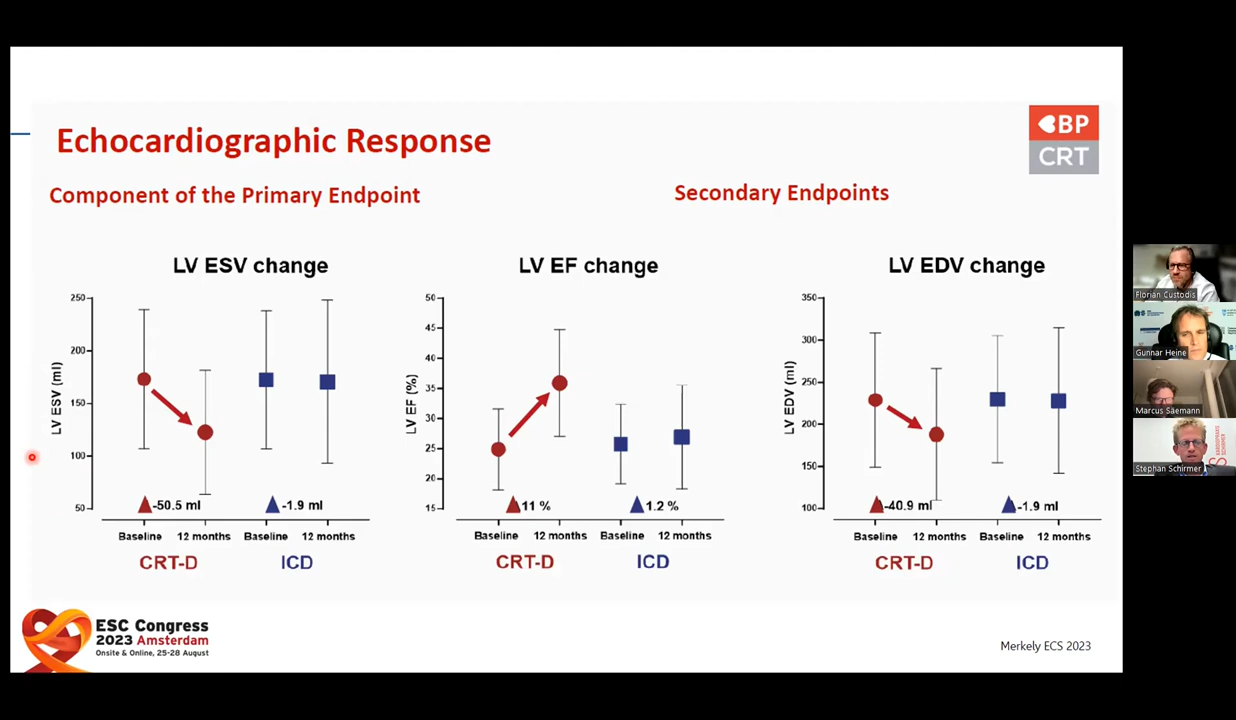 Echocardiographic Response
BP
CRT
Component of the Primary Endpoint
Secondary Endpoints
LV ESV change
250
200
150
100
50
LV ESV (ml)
-50.5 ml
-1.9 ml
Baseline 12 months Baseline 12 months
CRT-D ICD
LV EF change
50
45
40
35
30
25
20
15
LV EF (%)
11 %
1.2 %
Baseline 12 months Baseline 12 months
CRT-D ICD
LV EDV change
350
300
250
200
150
100
LV EDV (ml)
-40.9 ml
-1.9 ml
Baseline 12 months Baseline 12 months
CRT-D ICD
ESC Congress
2023 Amsterdam
Onsite & Online, 25-28 August
Merkely ECS 2023
Florian Custodis
Gunnar Heine
Marcus Säemann
Stephan Schirmer
SCHIRMER